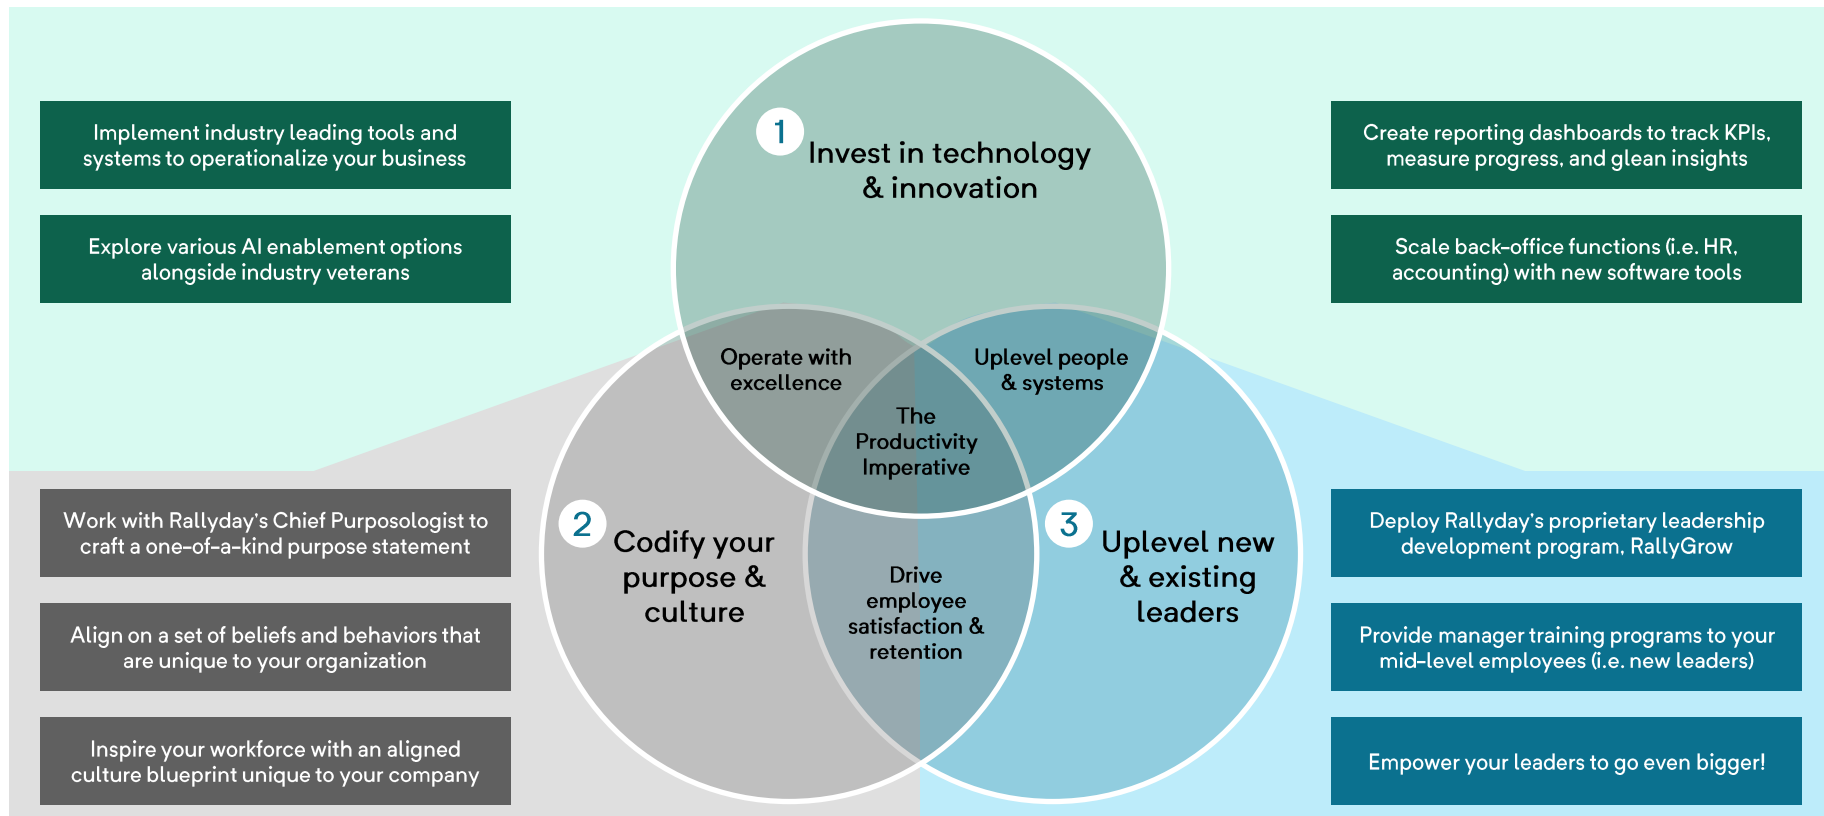 Implement industry leading tools and
systems to operationalize your business
Explore various AI enablement options
alongside industry veterans
1
Invest in technology
& innovation
Create reporting dashboards to track KPIs,
measure progress, and glean insights
Scale back-office functions (i.e. HR,
accounting) with new software tools
Operate with
excellence
Uplevel people
& systems
The
Productivity
Imperative
Work with Rallyday's Chief Purposologist to
craft a one-of-a-kind purpose statement
Align on a set of beliefs and behaviors that
are unique to your organization
Inspire your workforce with an aligned
culture blueprint unique to your company
2
Codify your
purpose &
culture
Drive
employee
satisfaction &
retention
3
Uplevel new
& existing
leaders
Deploy Rallyday's proprietary leadership
development program, RallyGrow
Provide manager training programs to your
mid-level employees (i.e. new leaders)
Empower your leaders to go even bigger!